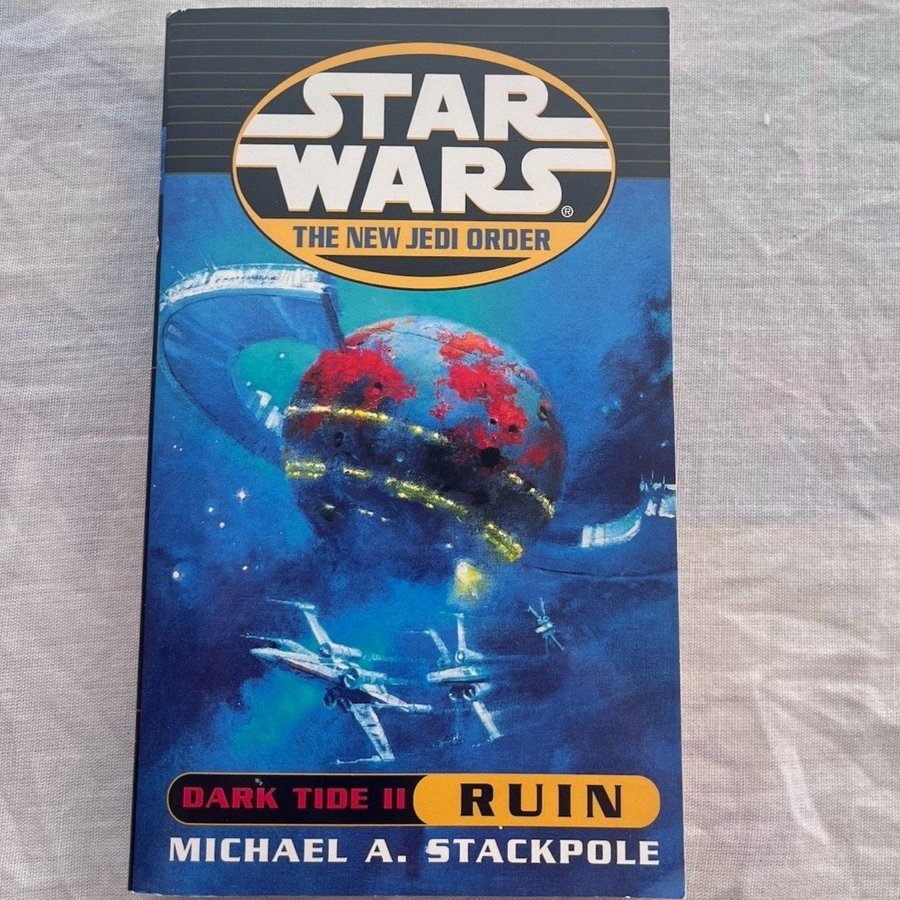 STAR
WARS®
THE NEW JEDI ORDER
DARK TIDE II RUIN
MICHAEL A. STACKPOLE